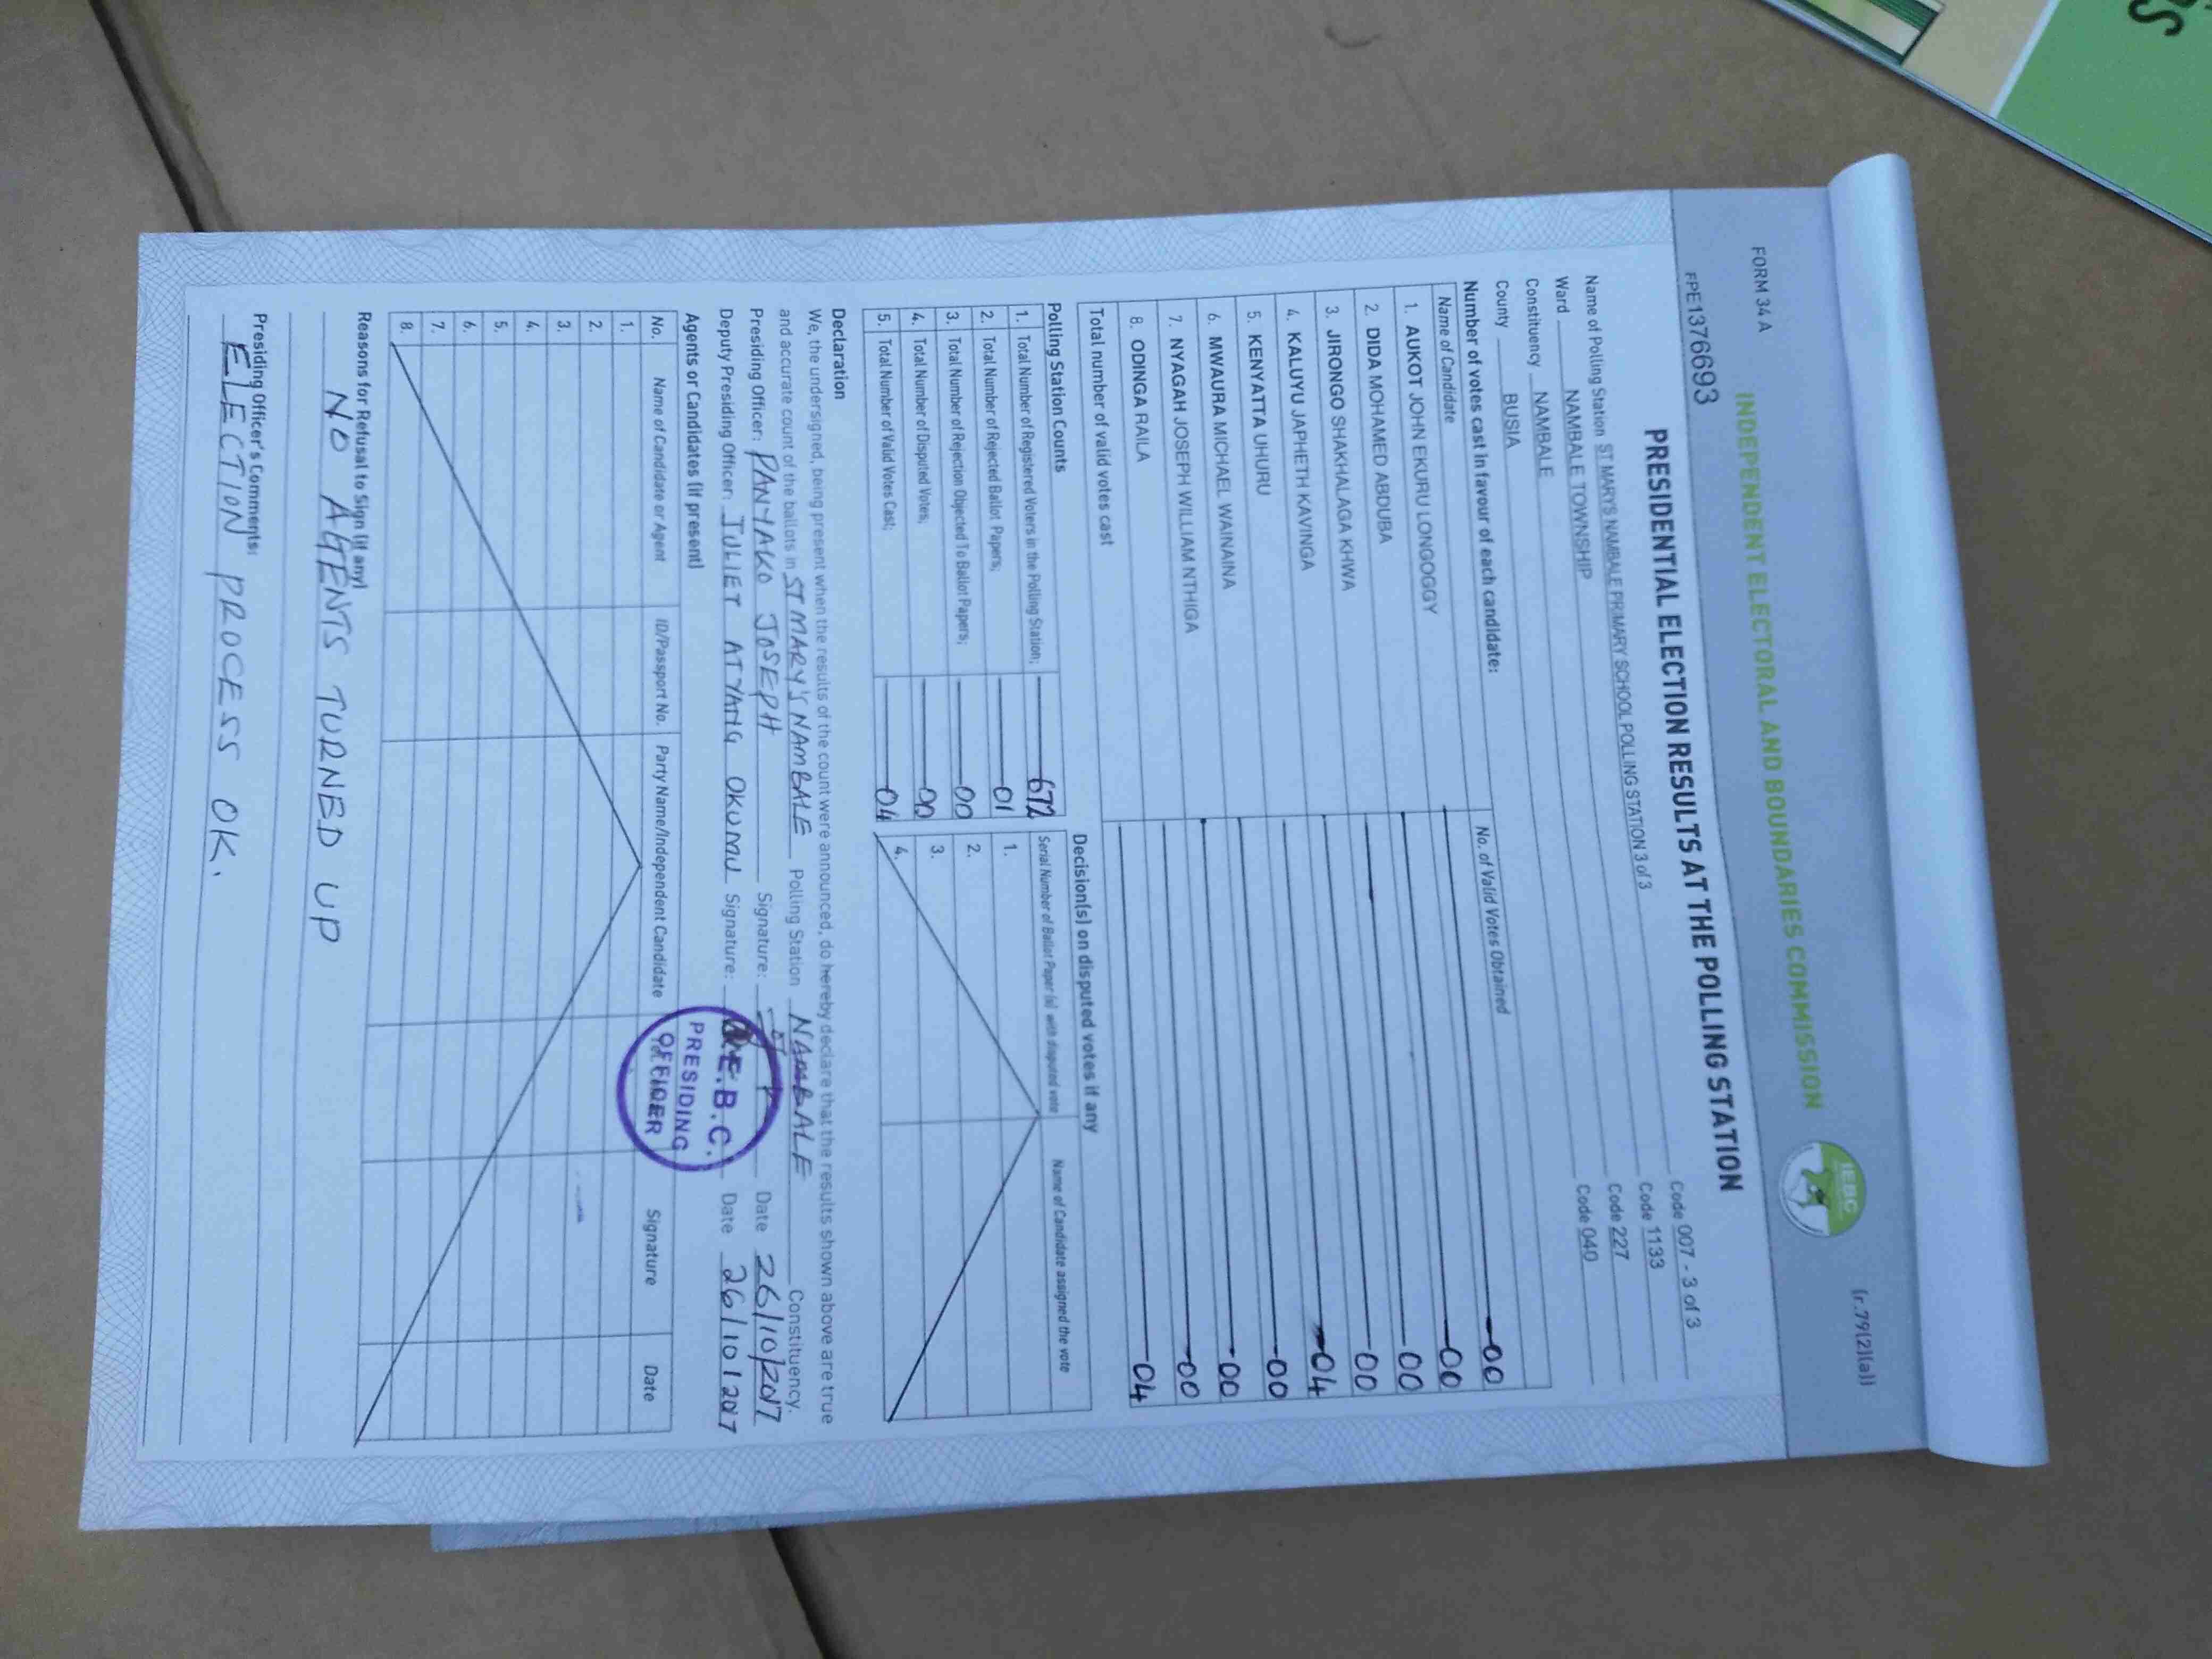 FORM 34 A
(r.79(2)(a))
INDEPENDENT ELECTORAL AND BOUNDARIES COMMISSION
IEBC
FPE1376693
PRESIDENTIAL ELECTION RESULTS AT THE POLLING STATION
Name of Polling Station ST MARYS NAMBALE PRIMARY SCHOOL POLLING STATION 3 of 3 Code 007 - 3 of 3
Ward NAMBALE TOWNSHIP Code 1133
Constituency NAMBALE Code 227
County BUSIA Code 040
Number of votes cast in favour of each candidate:
Name of Candidate No. of Valid Votes Obtained
1. AUKOT JOHN EKURU LONGOGGY 00
2. DIDA MOHAMED ABDUBA 00
3. JIRONGO SHAKHALAGA KHWA 00
4. KALUYU JAPHETH KAVINGA 00
5. KENYATTA UHURU 04
6. MWAURA MICHAEL WAINAINA 00
7. NYAGAH JOSEPH WILLIAM NTHIGA 00
8. ODINGA RAILA 00
Total number of valid votes cast 04
Polling Station Counts
1. Total Number of Registered Voters in the Polling Station; 672
2. Total Number of Rejected Ballot Papers; 01
3. Total Number of Rejection Objected To Ballot Papers; 00
4. Total Number of Disputed Votes; 00
5. Total Number of Valid Votes Cast; 04
Decision(s) on disputed votes if any
Serial Number of Ballot Paper (s) with disputed vote Name of Candidate assigned the vote
1.
2.
3.
4.
Declaration
We, the undersigned, being present when the results of the count were announced, do hereby declare that the results shown above are true
and accurate count of the ballots in ST MARY'S NAMBALE Polling Station NAMBALE Constituency.
Presiding Officer: PANYAKO JOSEPH Signature: Date 26/10/2017
Deputy Presiding Officer: JULIET ATYANG OKUMU Signature: Date 26/10/2017
I.E.B.C.
PRESIDING
OFFICER
Agents or Candidates (if present)
No. Name of Candidate or Agent ID/Passport No. Party Name/Independent Candidate Signature Date
1.
2.
3.
4.
5.
6.
7.
8.
Reasons for Refusal to Sign (if any)
NO AGENTS TURNED UP
Presiding Officer's Comments:
ELECTION PROCESS OK.